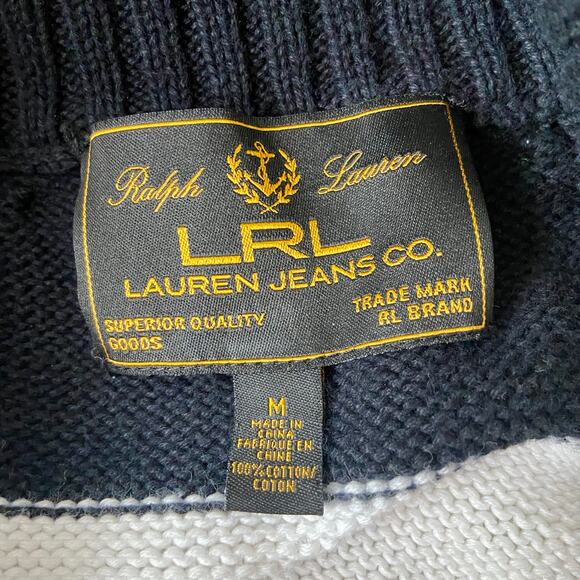 Ralph Lauren
LRL
LAUREN JEANS CO.
SUPERIOR QUALITY GOODS
TRADE MARK RL BRAND
M
MADE IN
CHINA
FABRIQUE EN
CHINE
100% COTTON/
COTON